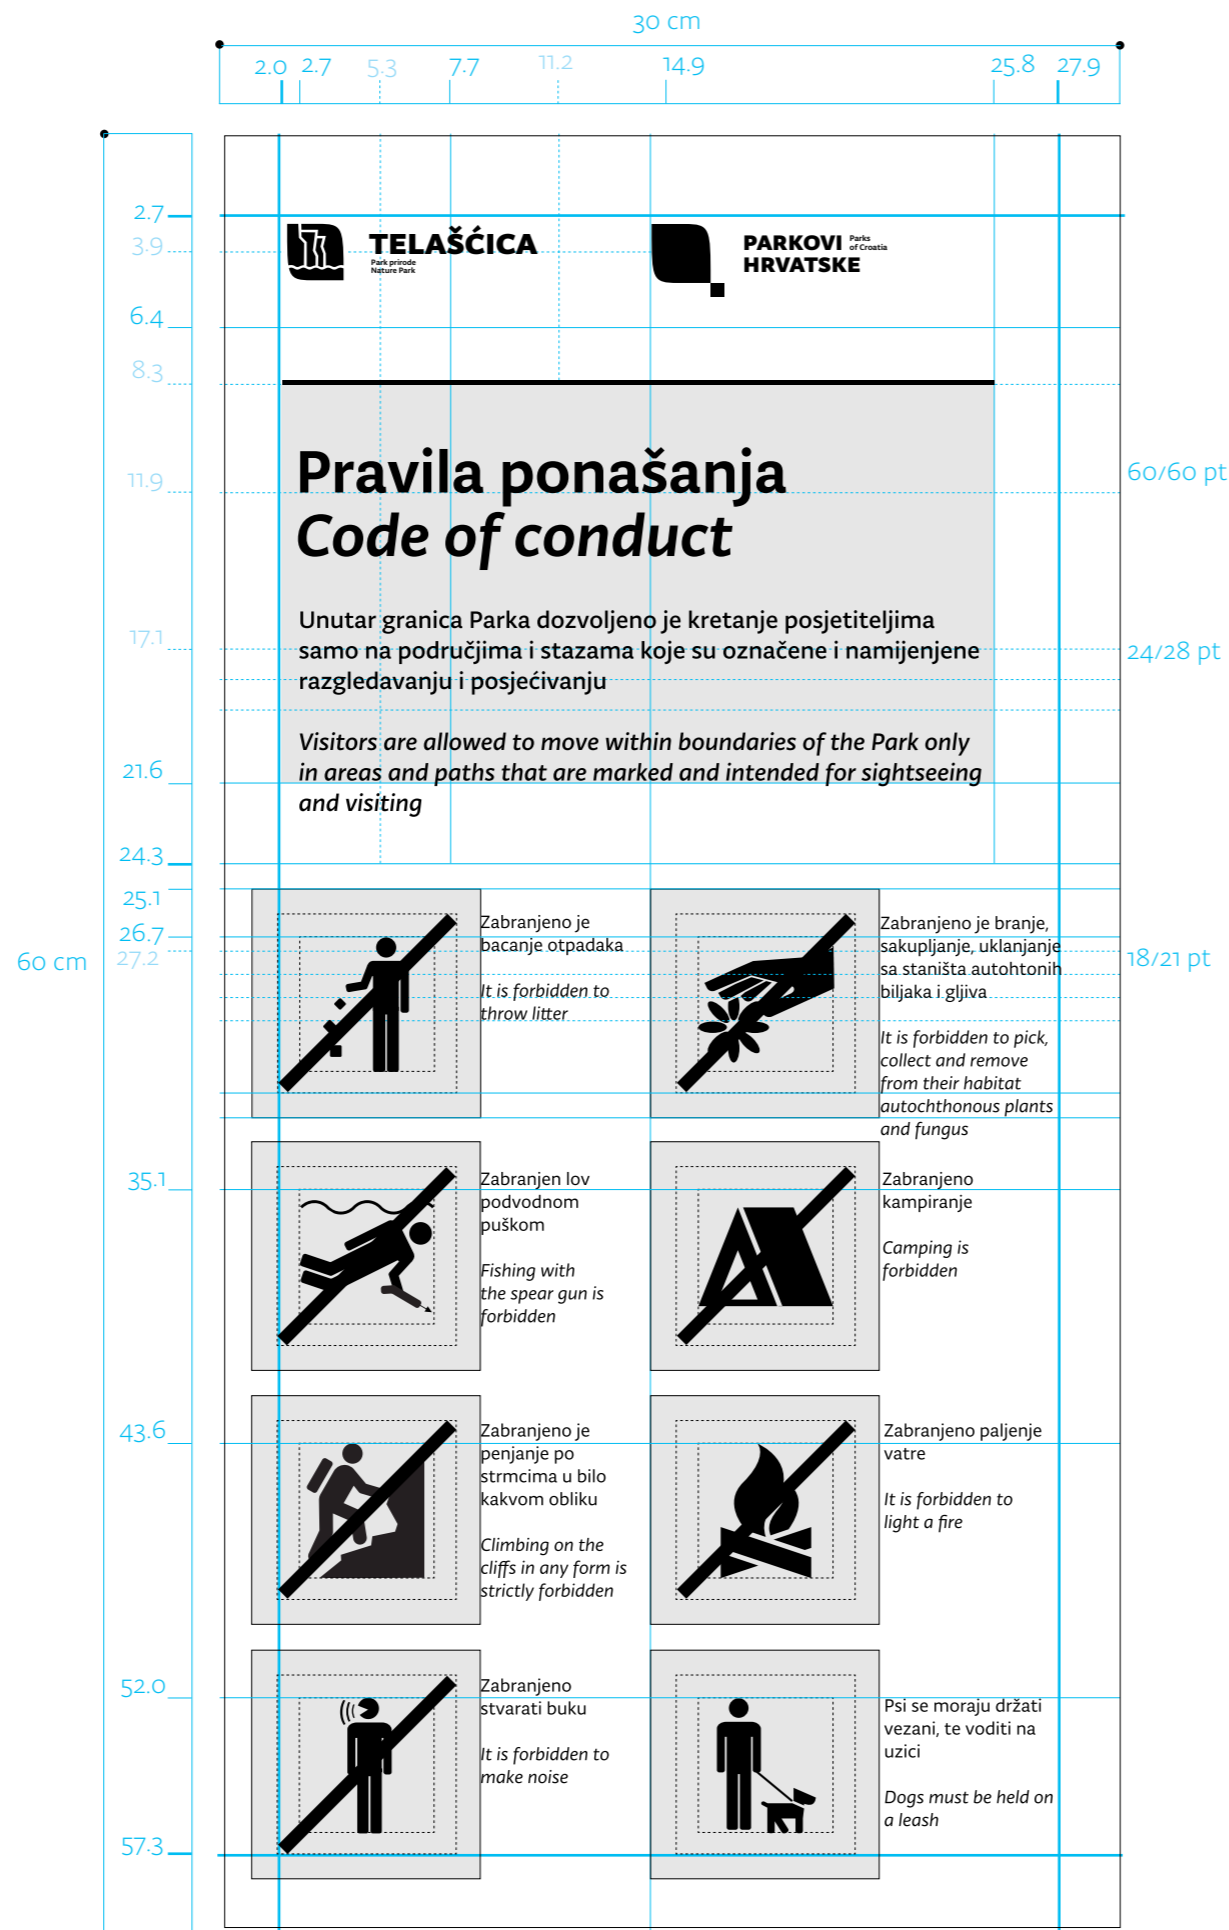 30 cm
2.0 2.7 5.3 7.7 11.2 14.9 25.8 27.9
2.7
3.9
6.4
8.3
11.9
17.1
21.6
24.3
25.1
26.7
27.2
60 cm
35.1
43.6
52.0
57.3
TELAŠĆICA
Park prirode
Nature Park
PARKOVI
HRVATSKE
Parks
of Croatia
Pravila ponašanja
Code of conduct
60/60 pt
Unutar granica Parka dozvoljeno je kretanje posjetiteljima
samo na područjima i stazama koje su označene i namijenjene
razgledavanju i posjećivanju
24/28 pt
Visitors are allowed to move within boundaries of the Park only
in areas and paths that are marked and intended for sightseeing
and visiting
Zabranjeno je
bacanje otpadaka
It is forbidden to
throw litter
Zabranjeno je branje,
sakupljanje, uklanjanje
sa staništa autohtonih
biljaka i gljiva
It is forbidden to pick,
collect and remove
from their habitat
autochthonous plants
and fungus
18/21 pt
Zabranjen lov
podvodnom
puškom
Fishing with
the spear gun is
forbidden
Zabranjeno
kampiranje
Camping is
forbidden
Zabranjeno je
penjanje po
strmcima u bilo
kakvom obliku
Climbing on the
cliffs in any form is
strictly forbidden
Zabranjeno paljenje
vatre
It is forbidden to
light a fire
Zabranjeno
stvarati buku
It is forbidden to
make noise
Psi se moraju držati
vezani, te voditi na
uzici
Dogs must be held on
a leash